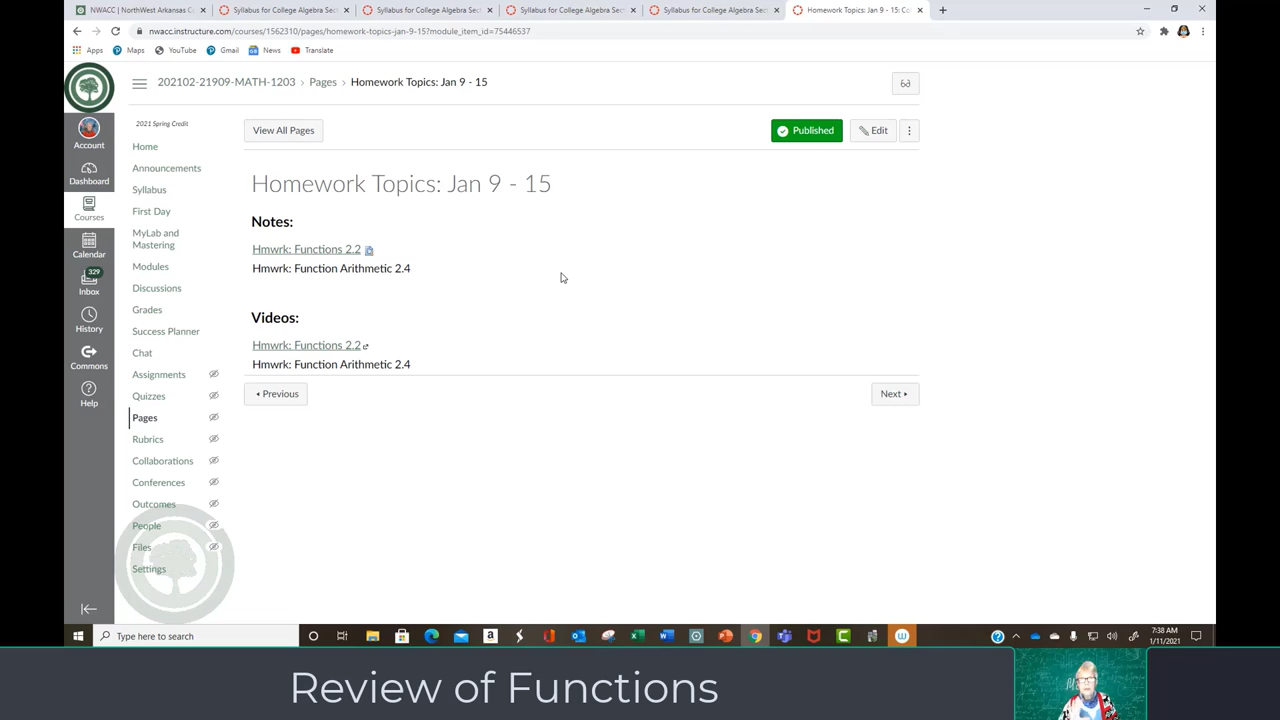 NWACC | NorthWest Arkansas C
Syllabus for College Algebra Sect
Syllabus for College Algebra Sect
Syllabus for College Algebra Sect
Syllabus for College Algebra Sect
Homework Topics: Jan 9 - 15: Co
nwacc.instructure.com/courses/1562310/pages/homework-topics-jan-9-15?module_item_id=75446537
Apps Maps YouTube Gmail News Translate
202102-21909-MATH-1203 > Pages > Homework Topics: Jan 9 - 15
Account
Dashboard
Courses
Calendar
329
Inbox
History
Commons
Help
2021 Spring Credit
Home
Announcements
Syllabus
First Day
MyLab and
Mastering
Modules
Discussions
Grades
Success Planner
Chat
Assignments
Quizzes
Pages
Rubrics
Collaborations
Conferences
Outcomes
People
Files
Settings
View All Pages
Published
Edit
Homework Topics: Jan 9 - 15
Notes:
Hmwrk: Functions 2.2
Hmwrk: Function Arithmetic 2.4
Videos:
Hmwrk: Functions 2.2
Hmwrk: Function Arithmetic 2.4
Previous
Next
Type here to search
7:38 AM
1/11/2021
Review of Functions